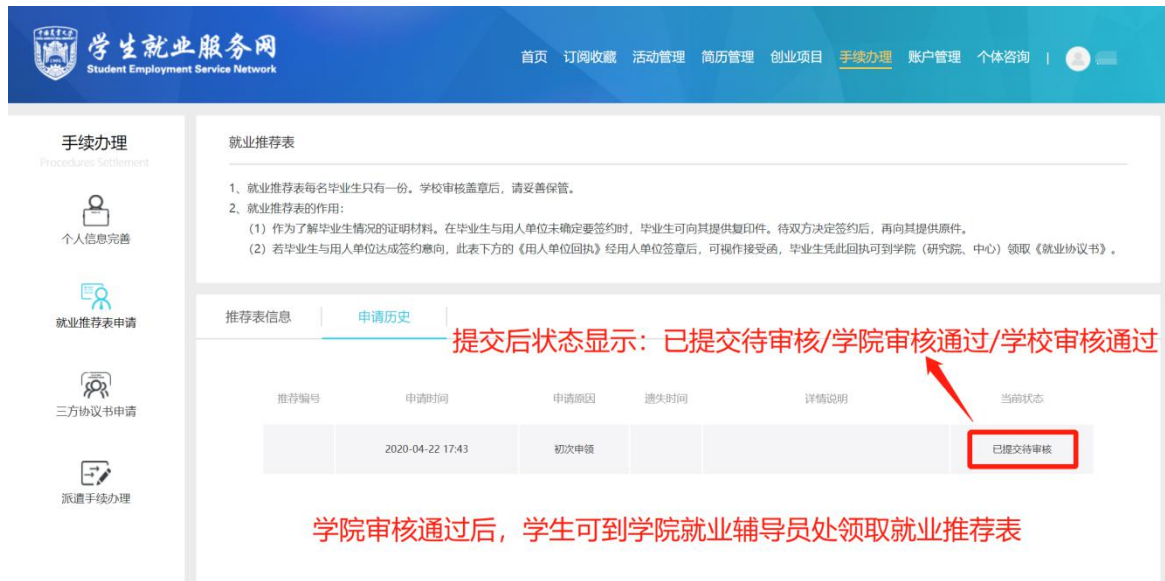 学生就业服务网
Student Employment Service Network
首页 订阅收藏 活动管理 简历管理 创业项目 手续办理 账户管理 个体咨询 |
手续办理
Procedures Settlement
个人信息完善
就业推荐表申请
三方协议书申请
派遣手续办理
就业推荐表
1、就业推荐表每名毕业生只有一份。学校审核盖章后，请妥善保管。
2、就业推荐表的作用：
（1）作为了解毕业生情况的证明材料。在毕业生与用人单位未确定要签约时，毕业生可向其提供复印件。待双方决定签约后，再向其提供原件。
（2）若毕业生与用人单位达成签约意向，此表下方的《用人单位回执》经用人单位签章后，可视作接受函，毕业生凭此回执可到学院（研究院、中心）领取《就业协议书》。
推荐表信息 申请历史
提交后状态显示：已提交待审核/学院审核通过/学校审核通过
推荐编号 申请时间 申请原因 遗失时间 详情说明 当前状态
2020-04-22 17:43 初次申领 已提交待审核
学院审核通过后，学生可到学院就业辅导员处领取就业推荐表